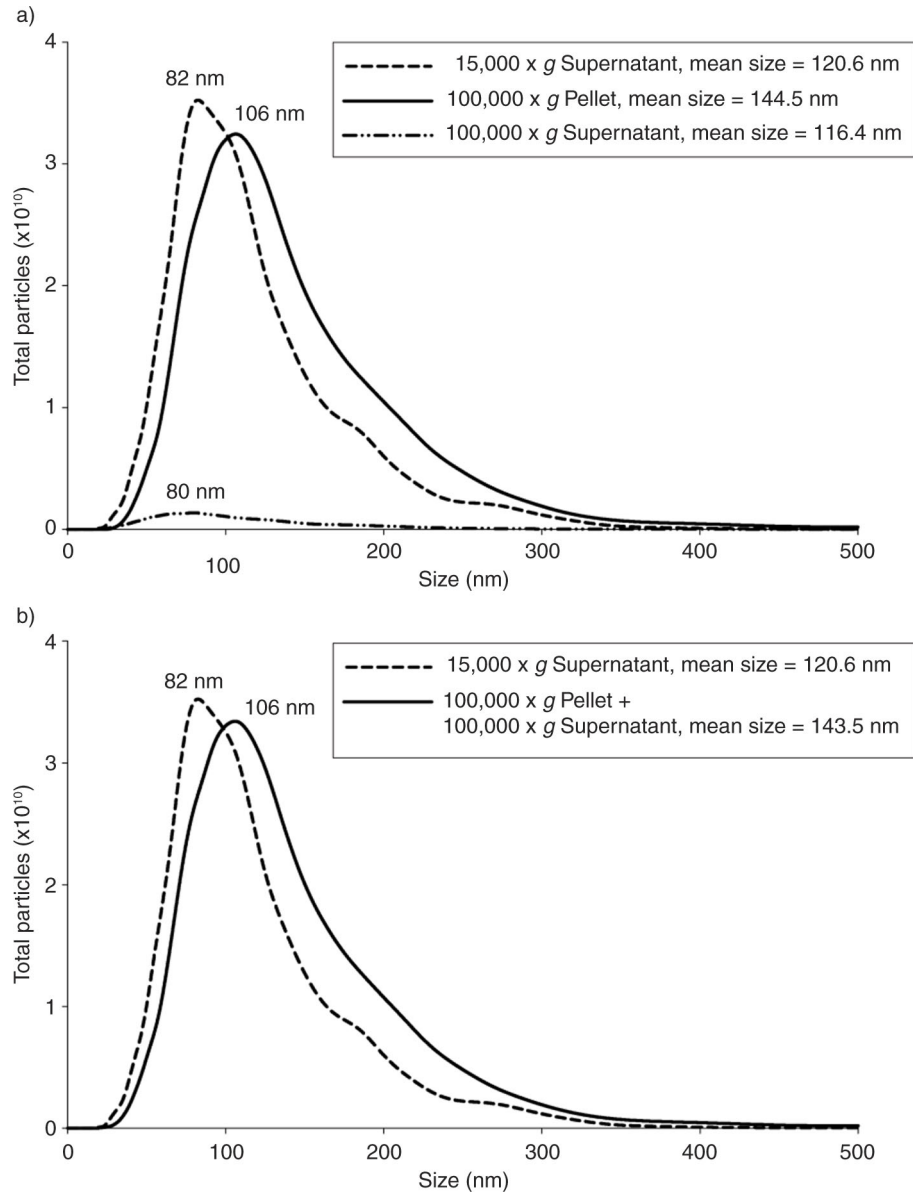 a)
4
3
2
1
0
Total particles (x10¹⁰)
82 nm
106 nm
80 nm
15,000 x g Supernatant, mean size = 120.6 nm
100,000 x g Pellet, mean size = 144.5 nm
100,000 x g Supernatant, mean size = 116.4 nm
0 100 200 300 400 500
Size (nm)
b)
4
3
2
1
0
Total particles (x10¹⁰)
82 nm
106 nm
15,000 x g Supernatant, mean size = 120.6 nm
100,000 x g Pellet +
100,000 x g Supernatant, mean size = 143.5 nm
0 100 200 300 400 500
Size (nm)